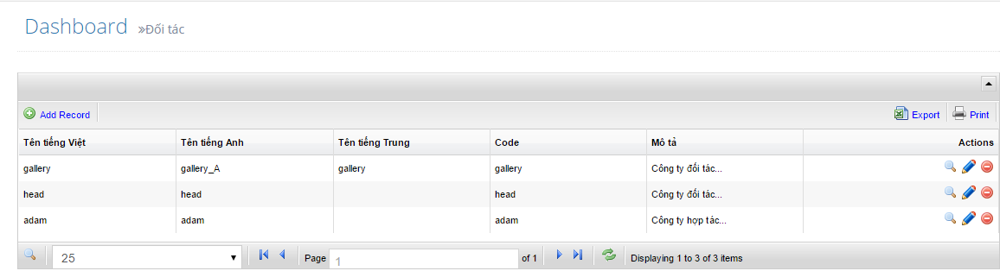 Dashboard »Đối tác
Add Record Export Print
Tên tiếng Việt Tên tiếng Anh Tên tiếng Trung Code Mô tả Actions
gallery gallery_A gallery gallery Công ty đối tác...
head head head Công ty đối tác...
adam adam adam Công ty hợp tác...
25 Page 1 of 1 Displaying 1 to 3 of 3 items